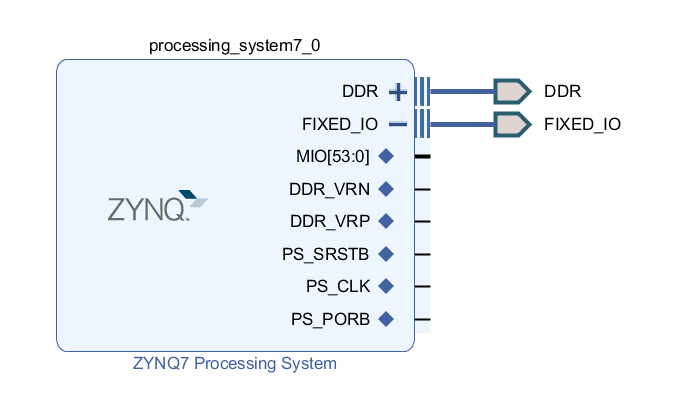 processing_system7_0
DDR
DDR
FIXED_IO
FIXED_IO
MIO[53:0]
DDR_VRN
ZYNQ
DDR_VRP
PS_SRSTB
PS_CLK
PS_PORB
ZYNQ7 Processing System